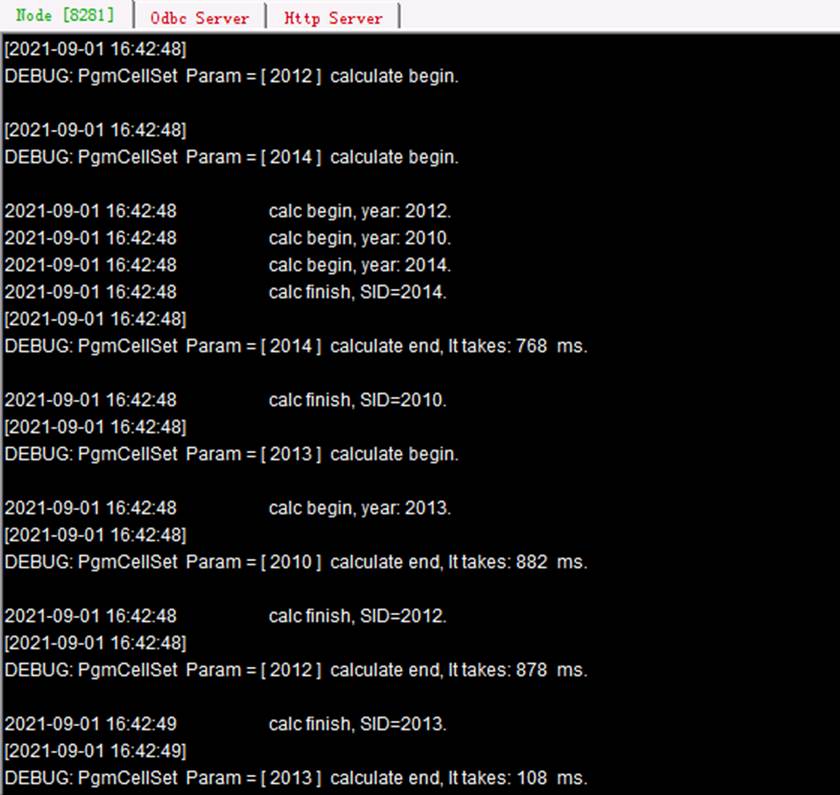 Node [8281] Odbc Server Http Server
[2021-09-01 16:42:48]
DEBUG: PgmCellSet Param = [ 2012 ] calculate begin.
[2021-09-01 16:42:48]
DEBUG: PgmCellSet Param = [ 2014 ] calculate begin.
2021-09-01 16:42:48 calc begin, year: 2012.
2021-09-01 16:42:48 calc begin, year: 2010.
2021-09-01 16:42:48 calc begin, year: 2014.
2021-09-01 16:42:48 calc finish, SID=2014.
[2021-09-01 16:42:48]
DEBUG: PgmCellSet Param = [ 2014 ] calculate end, It takes: 768 ms.
2021-09-01 16:42:48 calc finish, SID=2010.
[2021-09-01 16:42:48]
DEBUG: PgmCellSet Param = [ 2013 ] calculate begin.
2021-09-01 16:42:48 calc begin, year: 2013.
[2021-09-01 16:42:48]
DEBUG: PgmCellSet Param = [ 2010 ] calculate end, It takes: 882 ms.
2021-09-01 16:42:48 calc finish, SID=2012.
[2021-09-01 16:42:48]
DEBUG: PgmCellSet Param = [ 2012 ] calculate end, It takes: 878 ms.
2021-09-01 16:42:49 calc finish, SID=2013.
[2021-09-01 16:42:49]
DEBUG: PgmCellSet Param = [ 2013 ] calculate end, It takes: 108 ms.